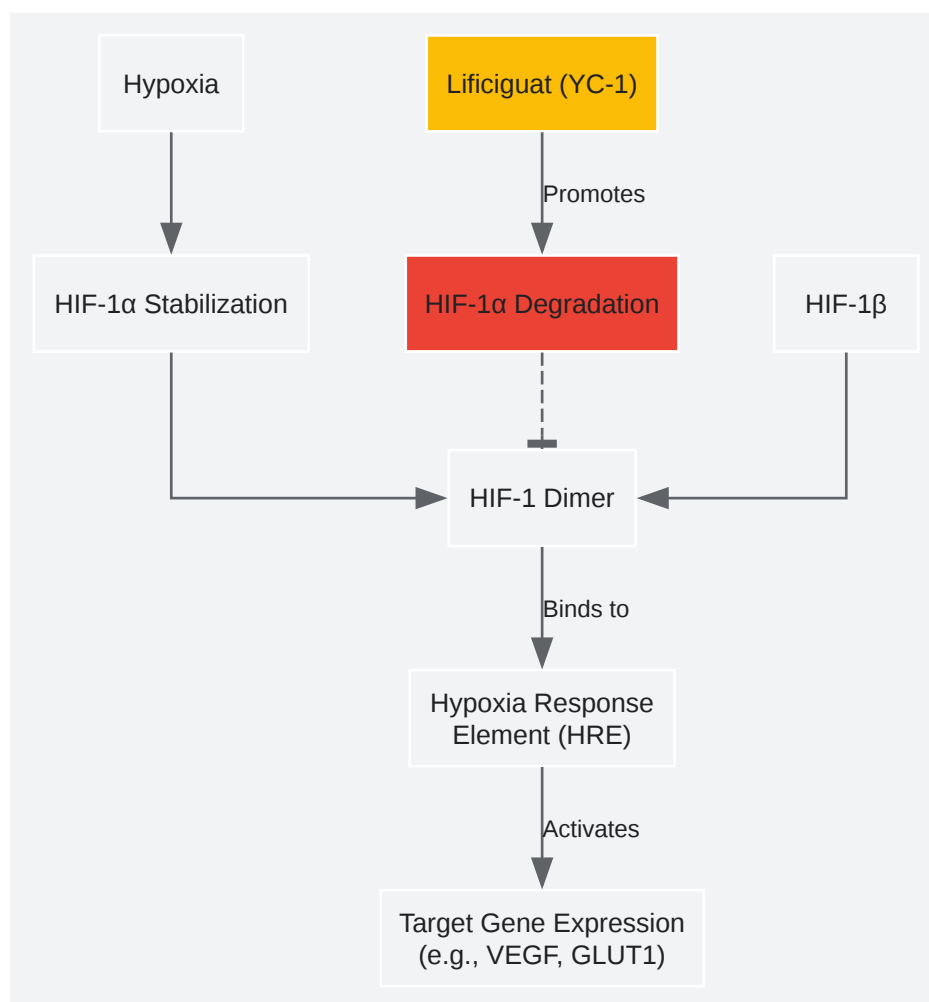 Hypoxia
Lificiguat (YC-1)
Promotes
HIF-1α Stabilization
HIF-1α Degradation
HIF-1β
HIF-1 Dimer
Binds to
Hypoxia Response
Element (HRE)
Activates
Target Gene Expression
(e.g., VEGF, GLUT1)